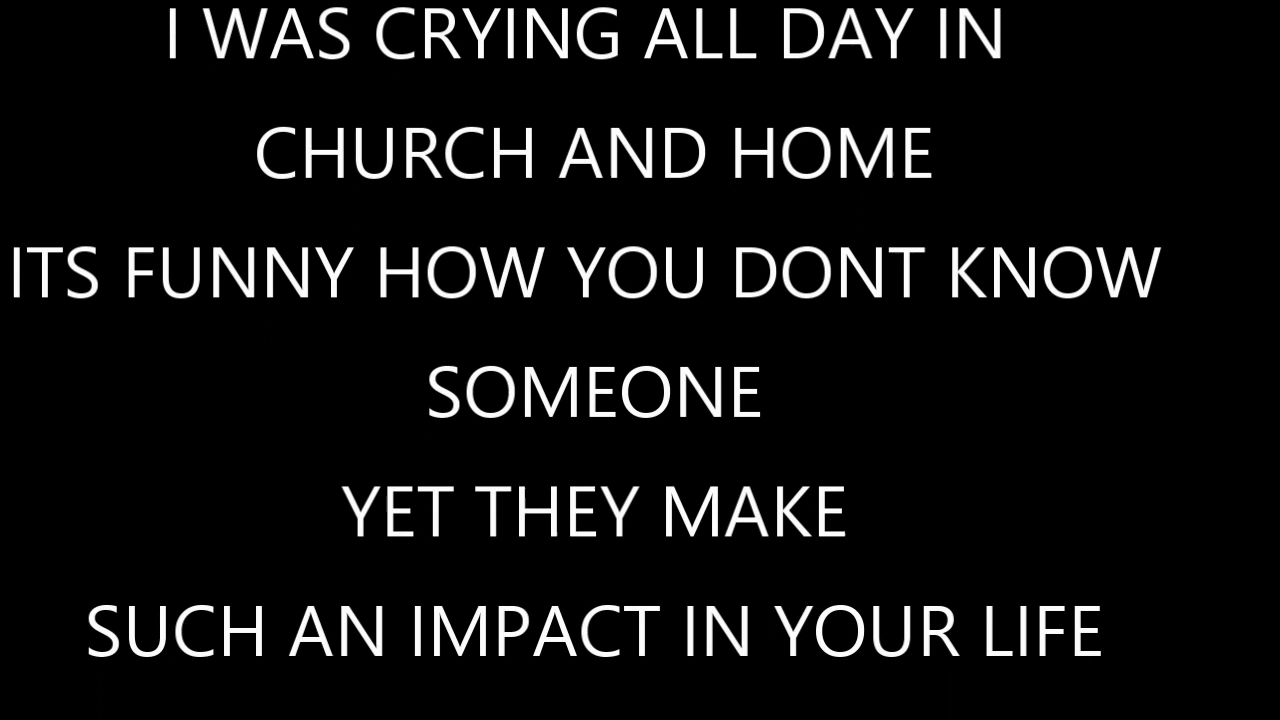 I WAS CRYING ALL DAY IN
CHURCH AND HOME
ITS FUNNY HOW YOU DONT KNOW
SOMEONE
YET THEY MAKE
SUCH AN IMPACT IN YOUR LIFE